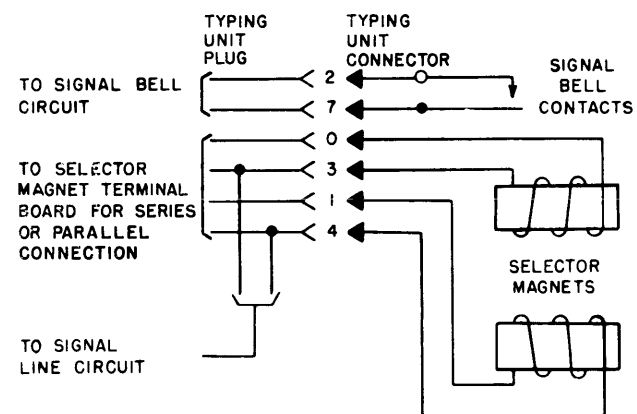 TYPING
UNIT
PLUG
TYPING
UNIT
CONNECTOR
TO SIGNAL BELL
CIRCUIT
2
7
SIGNAL
BELL
CONTACTS
0
3
1
4
TO SELECTOR
MAGNET TERMINAL
BOARD FOR SERIES
OR PARALLEL
CONNECTION
SELECTOR
MAGNETS
TO SIGNAL
LINE CIRCUIT